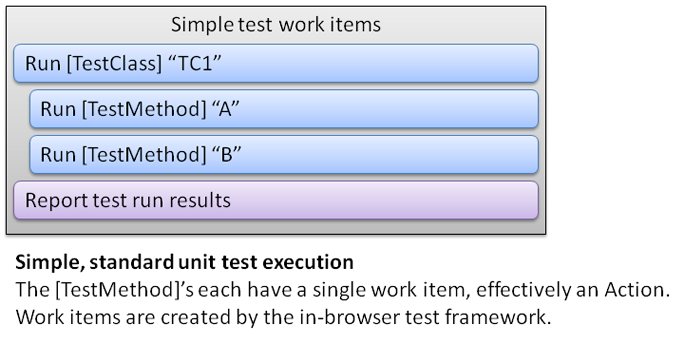 Simple test work items
Run [TestClass] “TC1”
Run [TestMethod] “A”
Run [TestMethod] “B”
Report test run results
Simple, standard unit test execution
The [TestMethod]’s each have a single work item, effectively an Action.
Work items are created by the in-browser test framework.